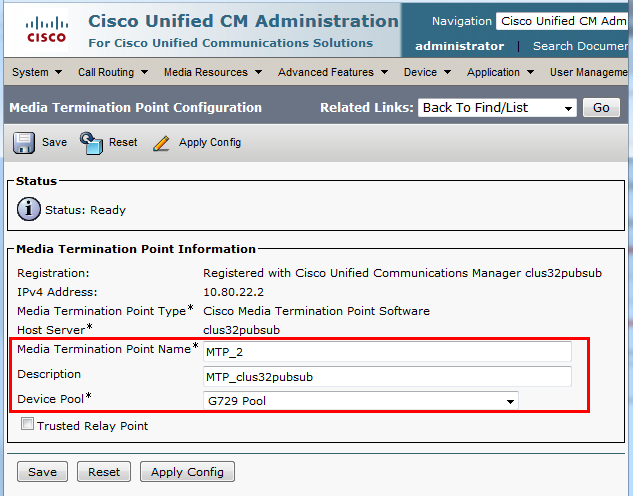 Cisco Unified CM Administration
Navigation Cisco Unified CM Adm
CISCO
For Cisco Unified Communications Solutions
administrator | Search Documen
System Call Routing Media Resources Advanced Features Device Application User Manageme
Media Termination Point Configuration Related Links: Back To Find/List Go
Save Reset Apply Config
Status
i Status: Ready
Media Termination Point Information
Registration: Registered with Cisco Unified Communications Manager clus32pubsub
IPv4 Address: 10.80.22.2
Media Termination Point Type* Cisco Media Termination Point Software
Host Server* clus32pubsub
Media Termination Point Name* MTP_2
Description MTP_clus32pubsub
Device Pool* G729 Pool
Trusted Relay Point
Save Reset Apply Config